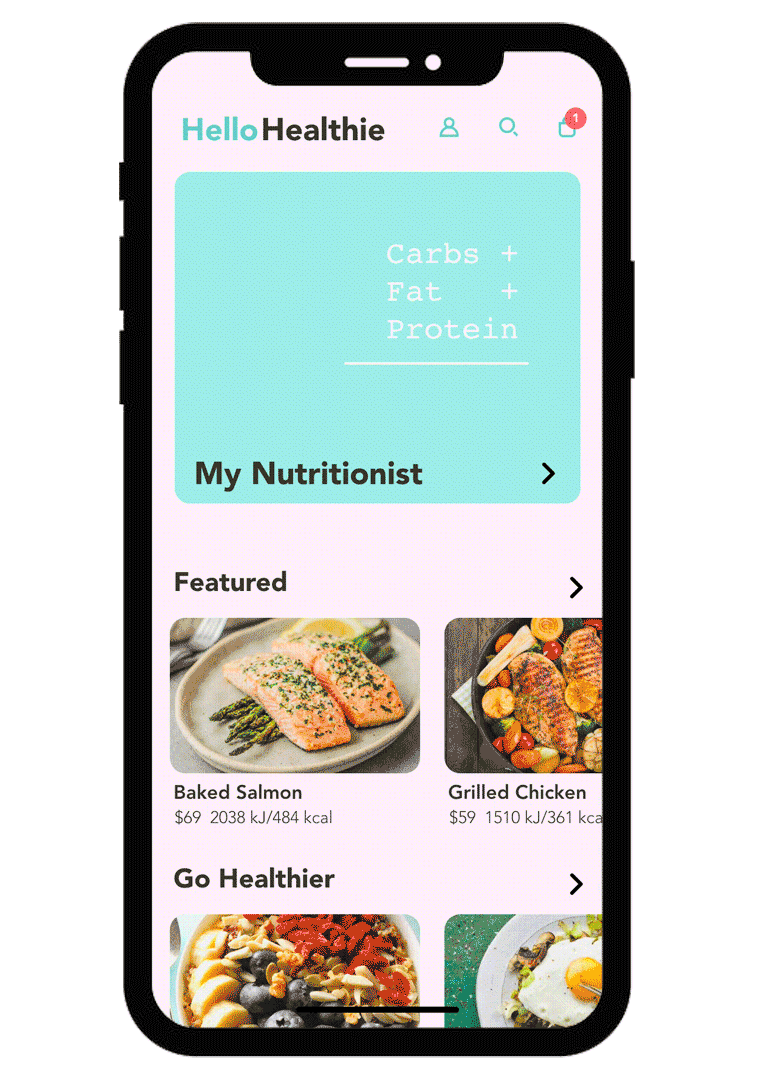 HelloHealthie
1
Carbs +
Fat +
Protein
My Nutritionist
Featured
Baked Salmon
$69 2038 kJ/484 kcal
Grilled Chicken
$59 1510 kJ/361 kca
Go Healthier